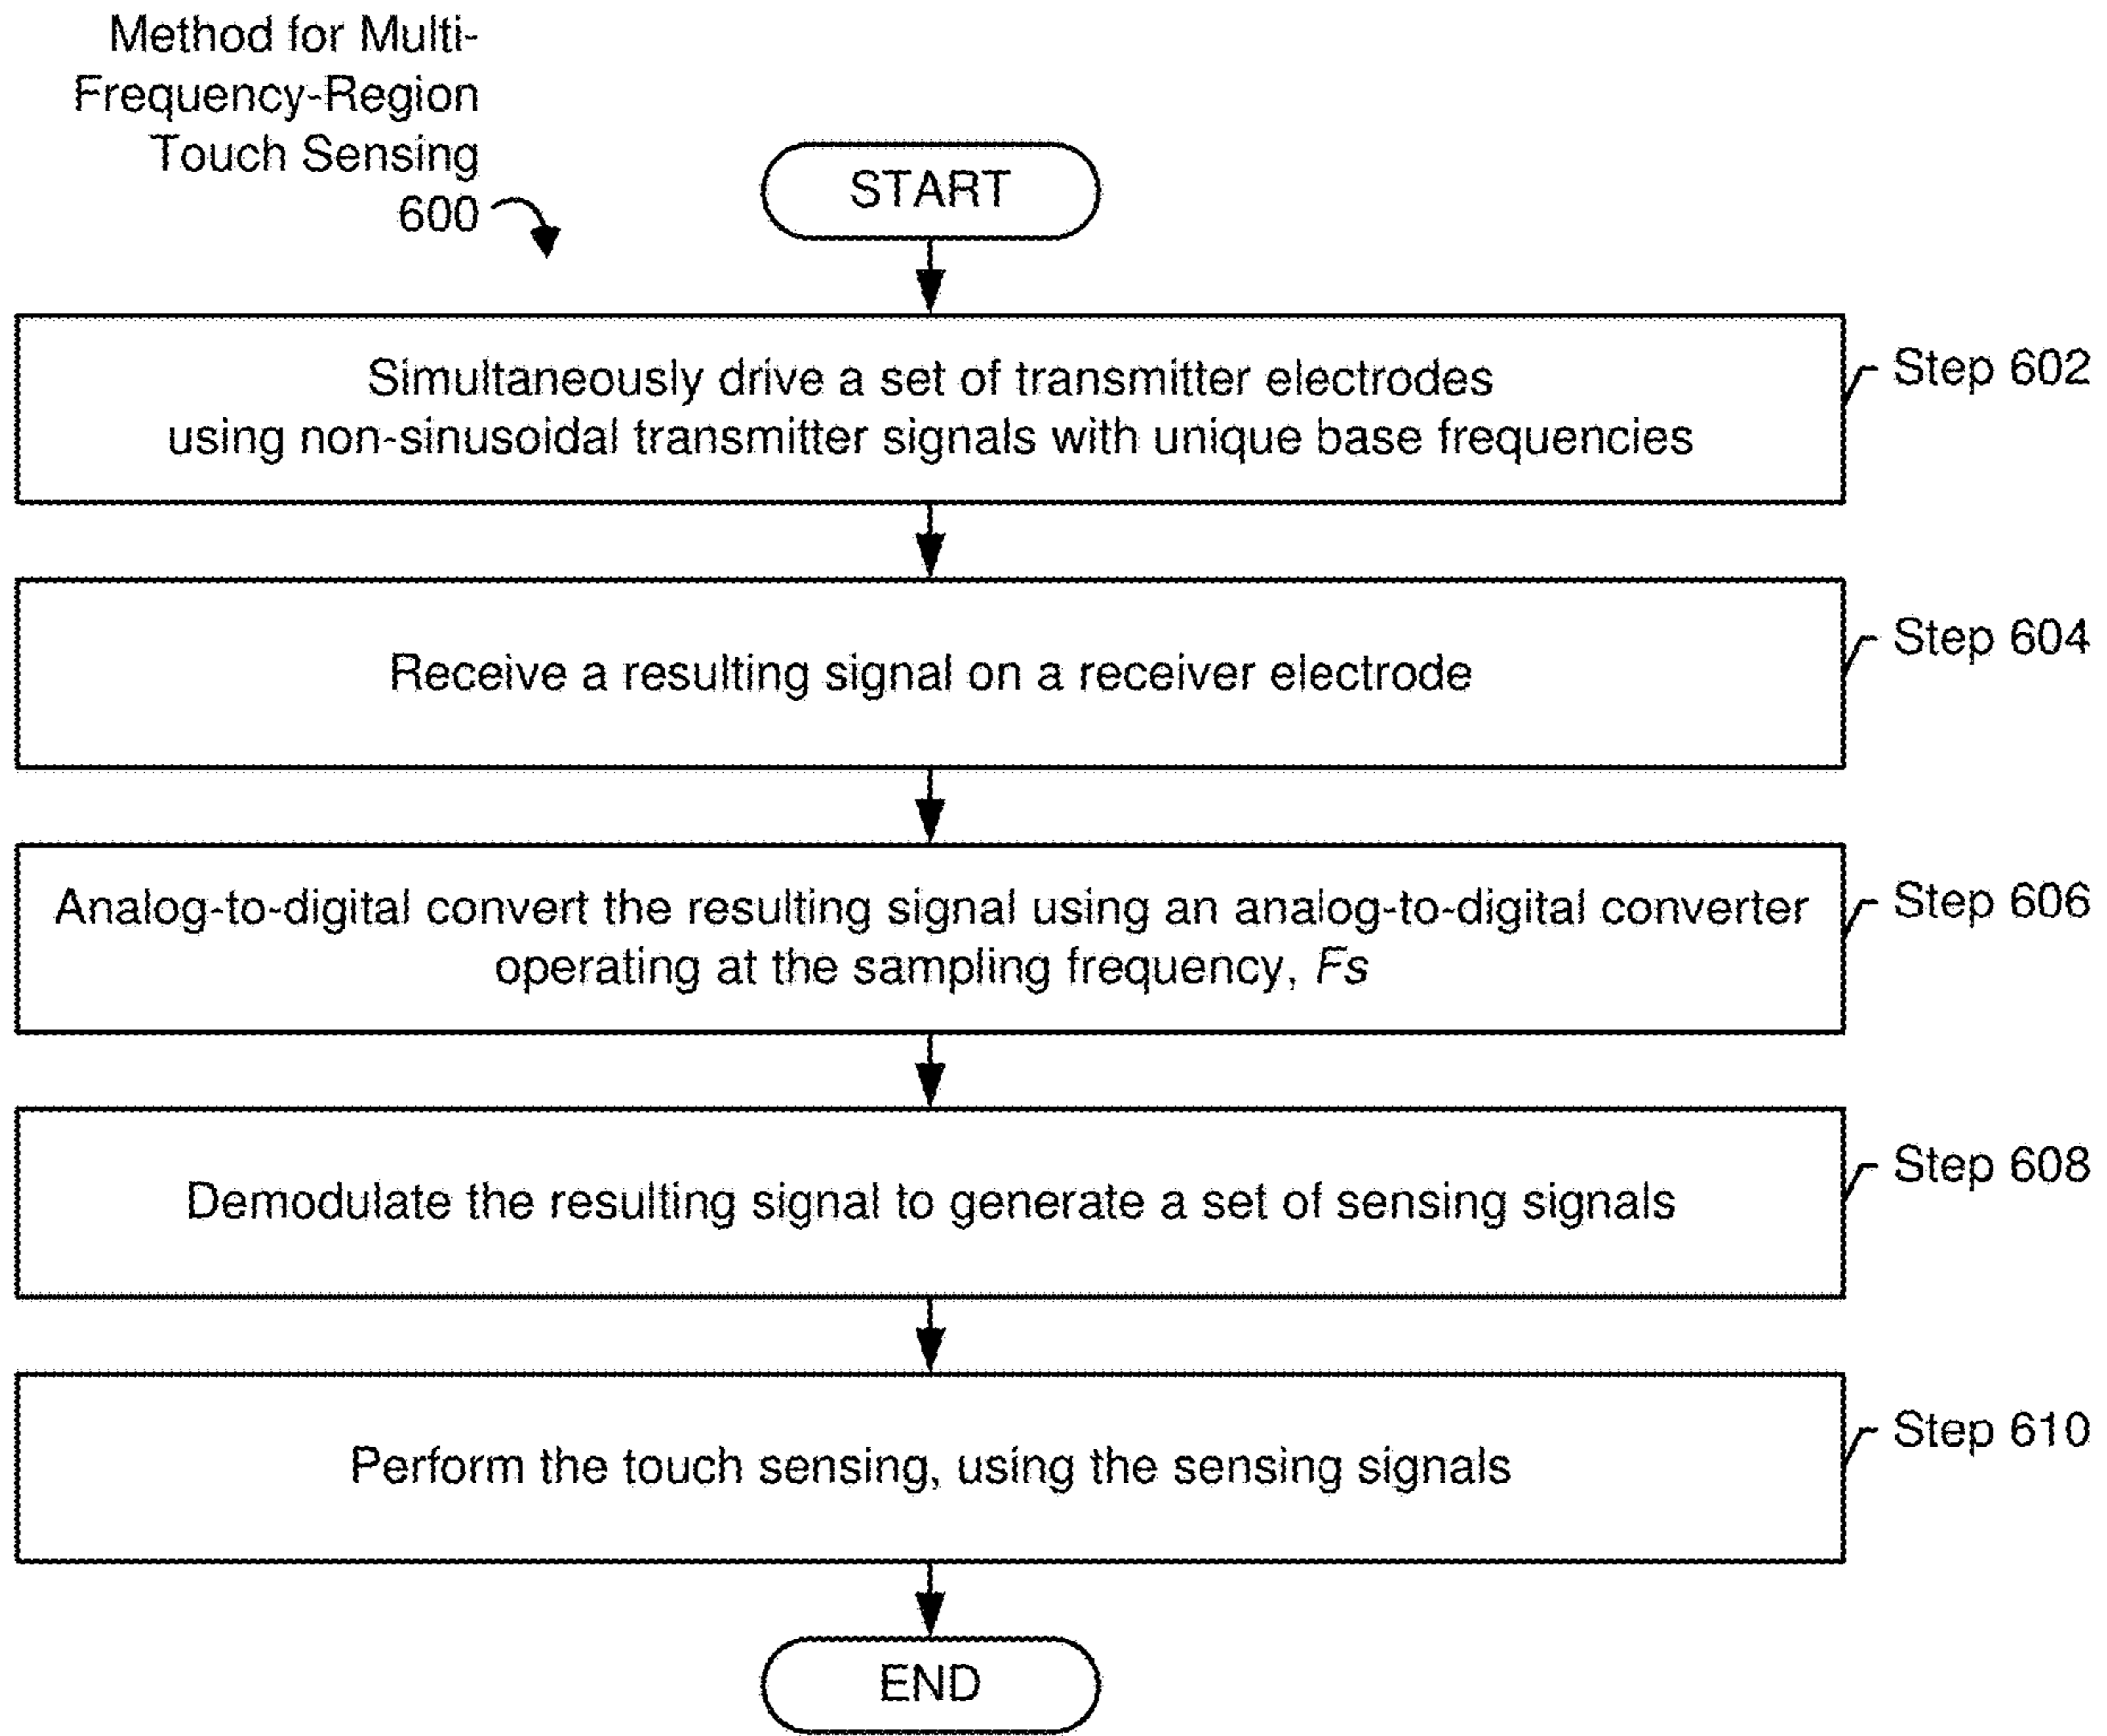 Method for Multi-
Frequency-Region
Touch Sensing
600
START
Simultaneously drive a set of transmitter electrodes
using non-sinusoidal transmitter signals with unique base frequencies
Step 602
Receive a resulting signal on a receiver electrode
Step 604
Analog-to-digital convert the resulting signal using an analog-to-digital converter
operating at the sampling frequency, Fs
Step 606
Demodulate the resulting signal to generate a set of sensing signals
Step 608
Perform the touch sensing, using the sensing signals
Step 610
END